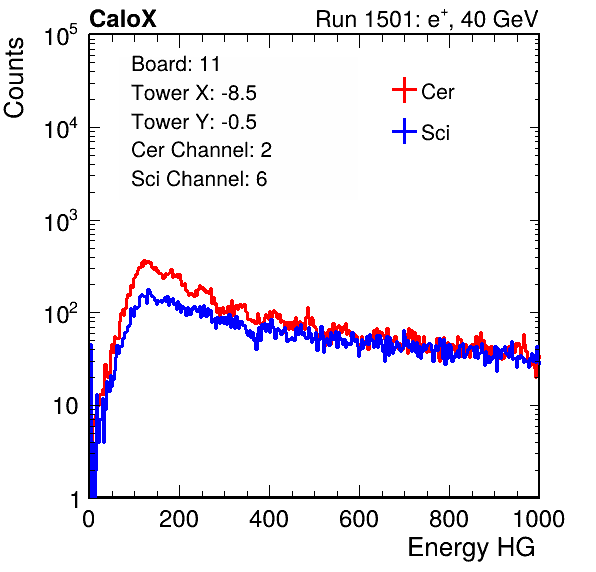 CaloX Run 1501: e⁺, 40 GeV
Board: 11
Tower X: -8.5
Tower Y: -0.5
Cer Channel: 2
Sci Channel: 6
Cer
Sci
Counts
10⁵
10⁴
10³
10²
10
1
0 200 400 600 800 1000
Energy HG